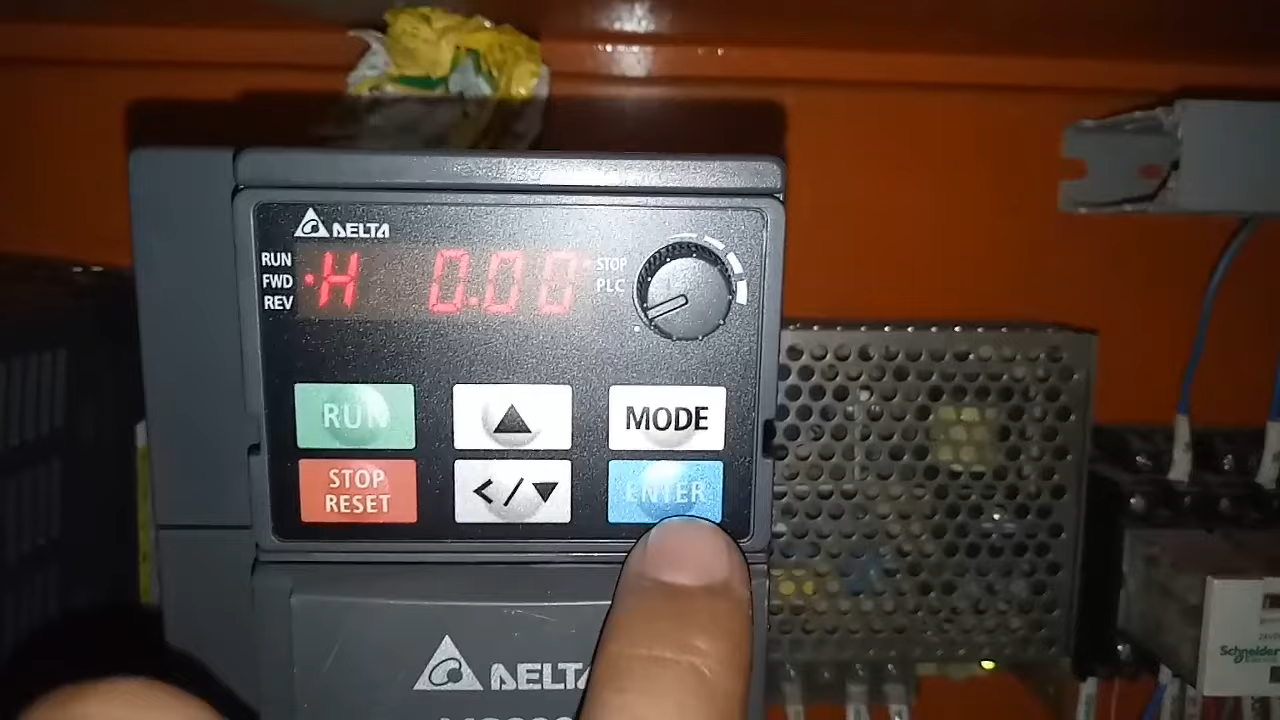 DELTA
RUN
FWD
REV
H 0.00
STOP
PLC
RUN
MODE
STOP
RESET
</
ENTER
DELTA
Schneider